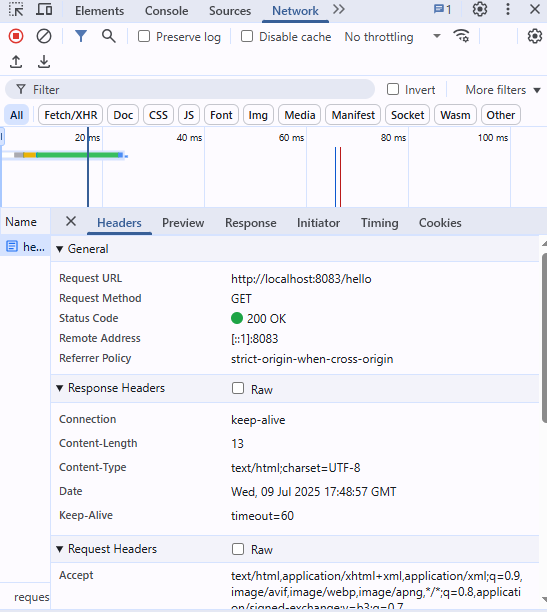 Elements Console Sources Network 1
Preserve log Disable cache No throttling
Filter Invert More filters
All Fetch/XHR Doc CSS JS Font Img Media Manifest Socket Wasm Other
20 ms 40 ms 60 ms 80 ms 100 ms
Name Headers Preview Response Initiator Timing Cookies
he...
General
Request URL http://localhost:8083/hello
Request Method GET
Status Code 200 OK
Remote Address [::1]:8083
Referrer Policy strict-origin-when-cross-origin
Response Headers Raw
Connection keep-alive
Content-Length 13
Content-Type text/html;charset=UTF-8
Date Wed, 09 Jul 2025 17:48:57 GMT
Keep-Alive timeout=60
Request Headers Raw
Accept text/html,application/xhtml+xml,application/xml;q=0.9,
image/avif,image/webp,image/apng,*/*;q=0.8,applicati
on/signed-exchange;v=b3;q=0.7
reques